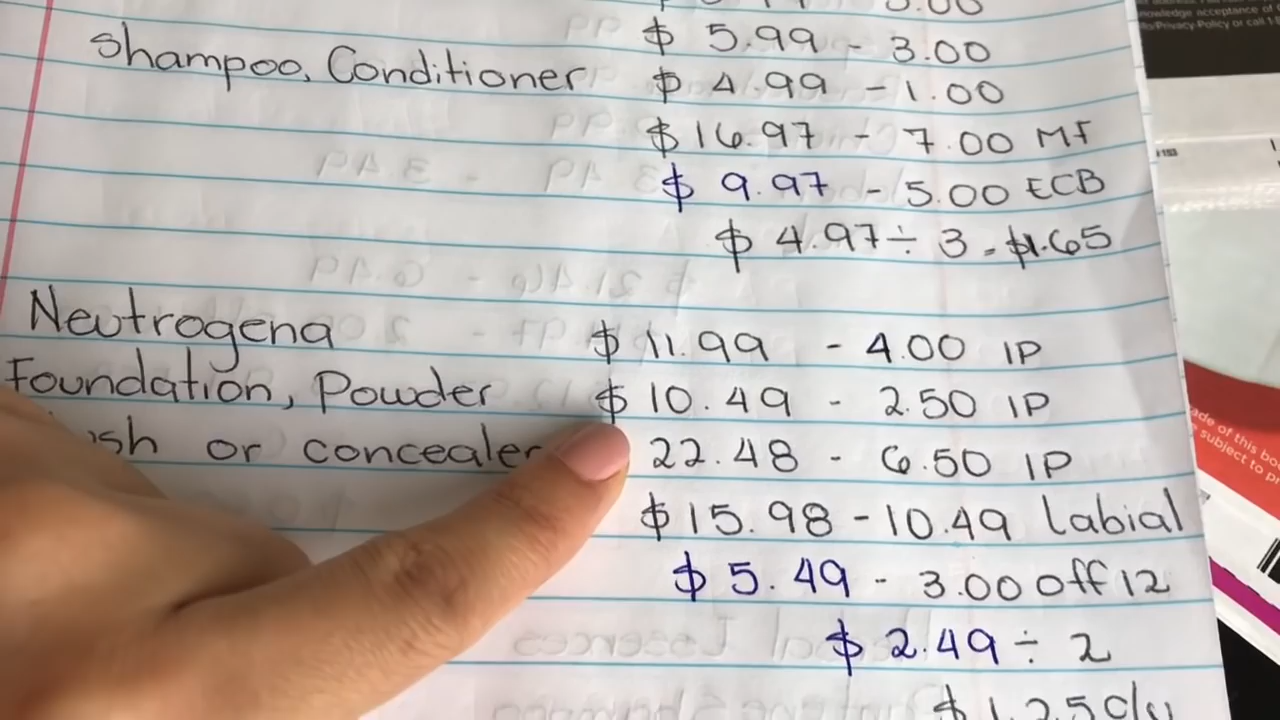 $ 5.99 - 3.00
Shampoo, Conditioner $ 4.99 - 1.00
$ 16.97 - 7.00 MF
$ 9.97 - 5.00 ECB
$ 4.97 ÷ 3 = $1.65
Neutrogena $ 11.99 - 4.00 IP
Foundation, Powder $ 10.49 - 2.50 IP
or concealer 22.48 - 6.50 IP
$ 15.98 - 10.49 Labial
$ 5.49 - 3.00 off 12
$ 2.49 ÷ 2
$ 1.25 c/u